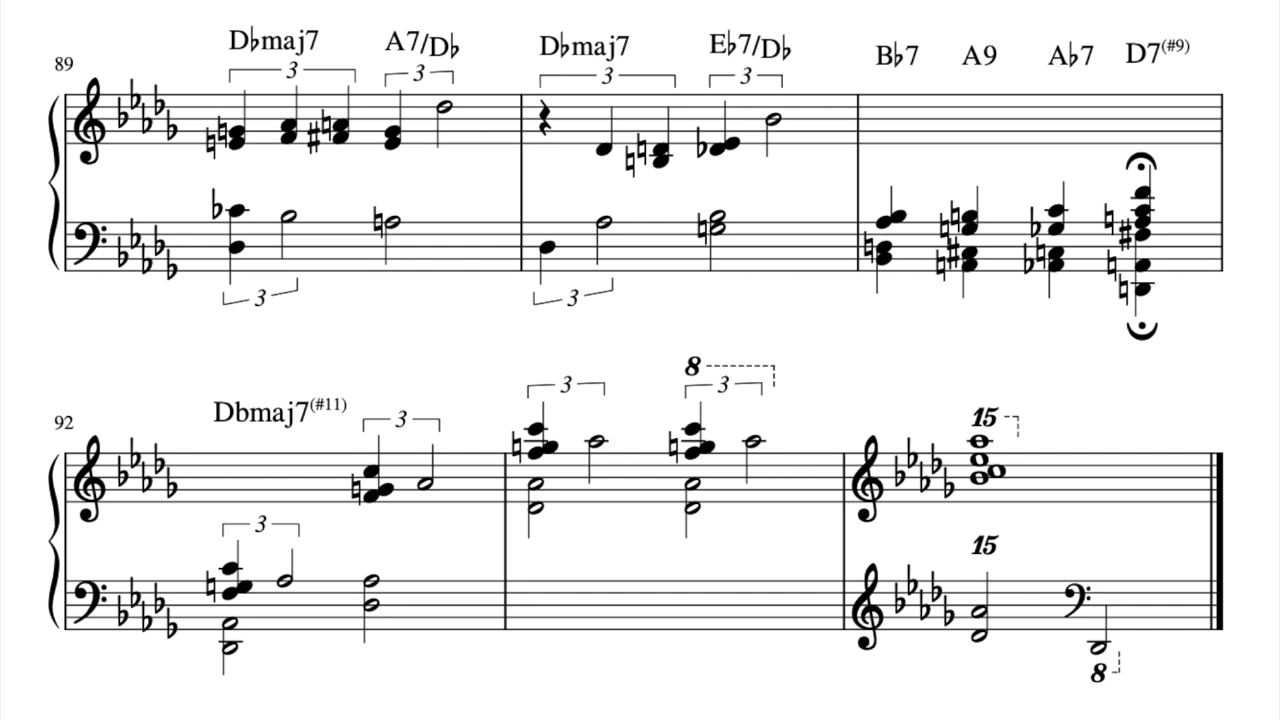 D♭maj7 A7/D♭ D♭maj7 E♭7/D♭ B♭7 A9 A♭7 D7(#9)
89 3 3 3 3
3 3
8
3 3
92 Dbmaj7(#11) 3 15
3 15
8